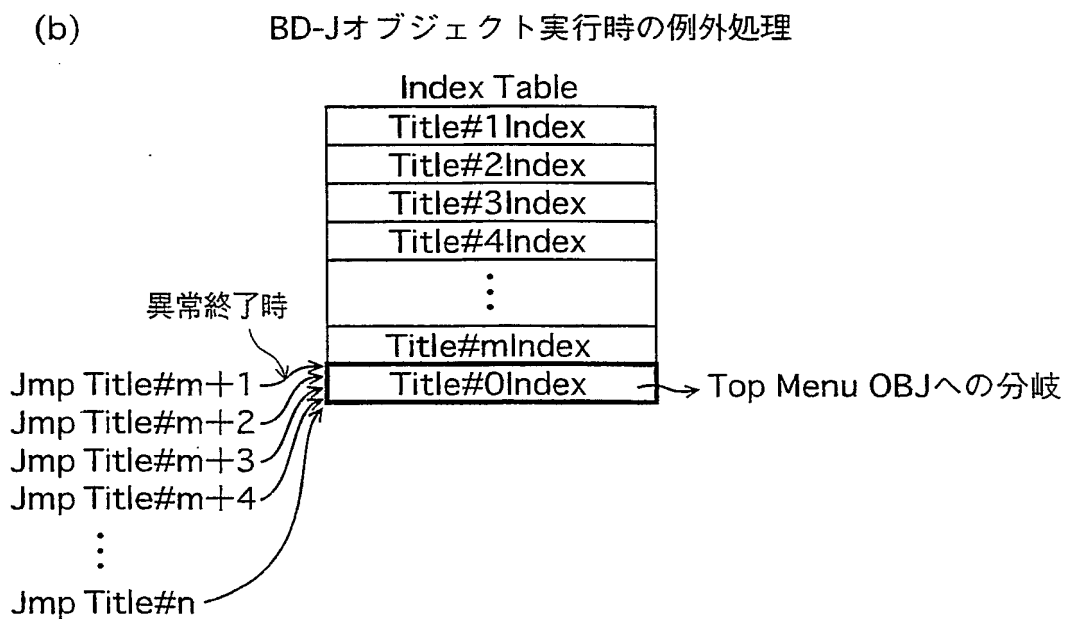 (b) BD-Jオブジェクト実行時の例外処理
Index Table
Title#1Index
Title#2Index
Title#3Index
Title#4Index
⋮
異常終了時
Title#mIndex
Jmp Title#m+1
Title#0Index
Top Menu OBJへの分岐
Jmp Title#m+2
Jmp Title#m+3
Jmp Title#m+4
⋮
Jmp Title#n